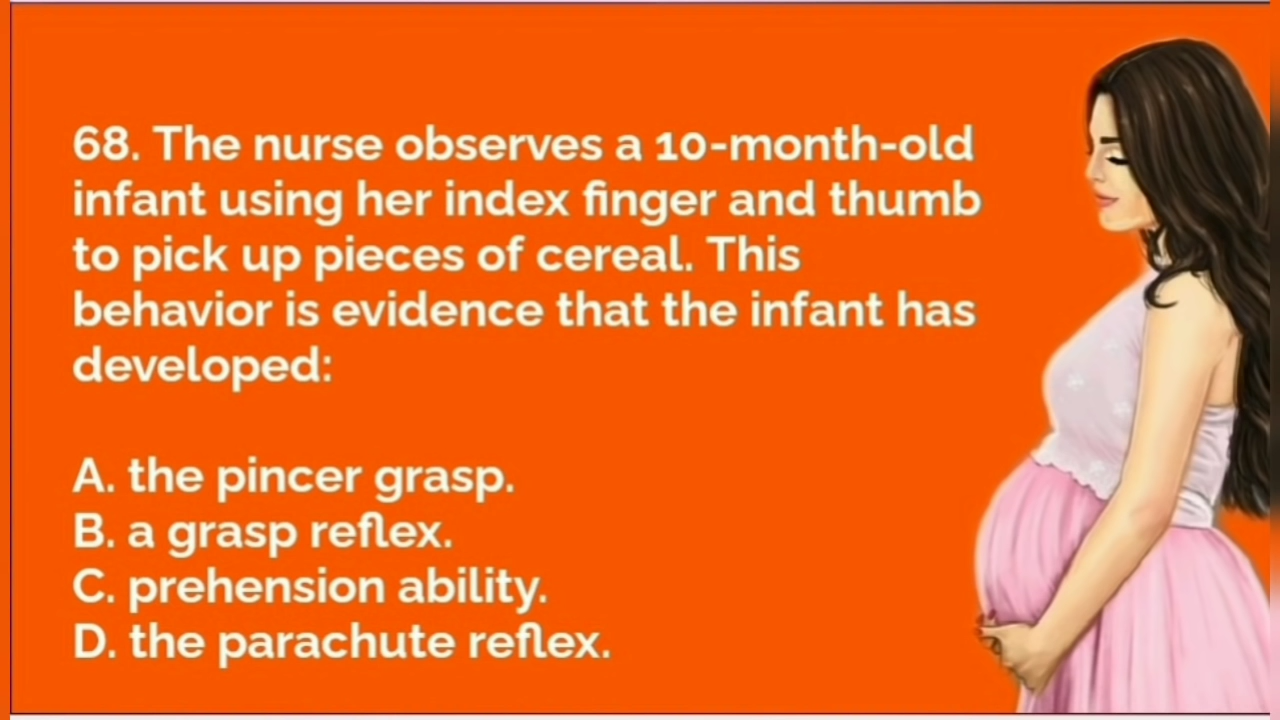 68. The nurse observes a 10-month-old
infant using her index finger and thumb
to pick up pieces of cereal. This
behavior is evidence that the infant has
developed:
A. the pincer grasp.
B. a grasp reflex.
C. prehension ability.
D. the parachute reflex.